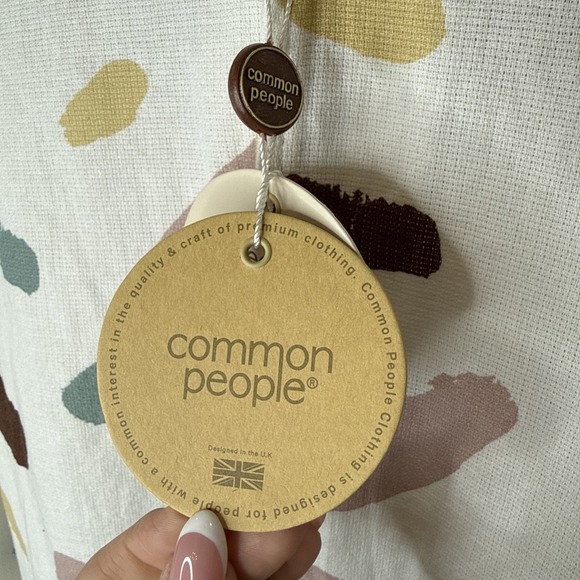 common
people
common
people®
Designed in the U.K
Common People Clothing is designed for people with a common interest in the quality & craft of premium clothing.